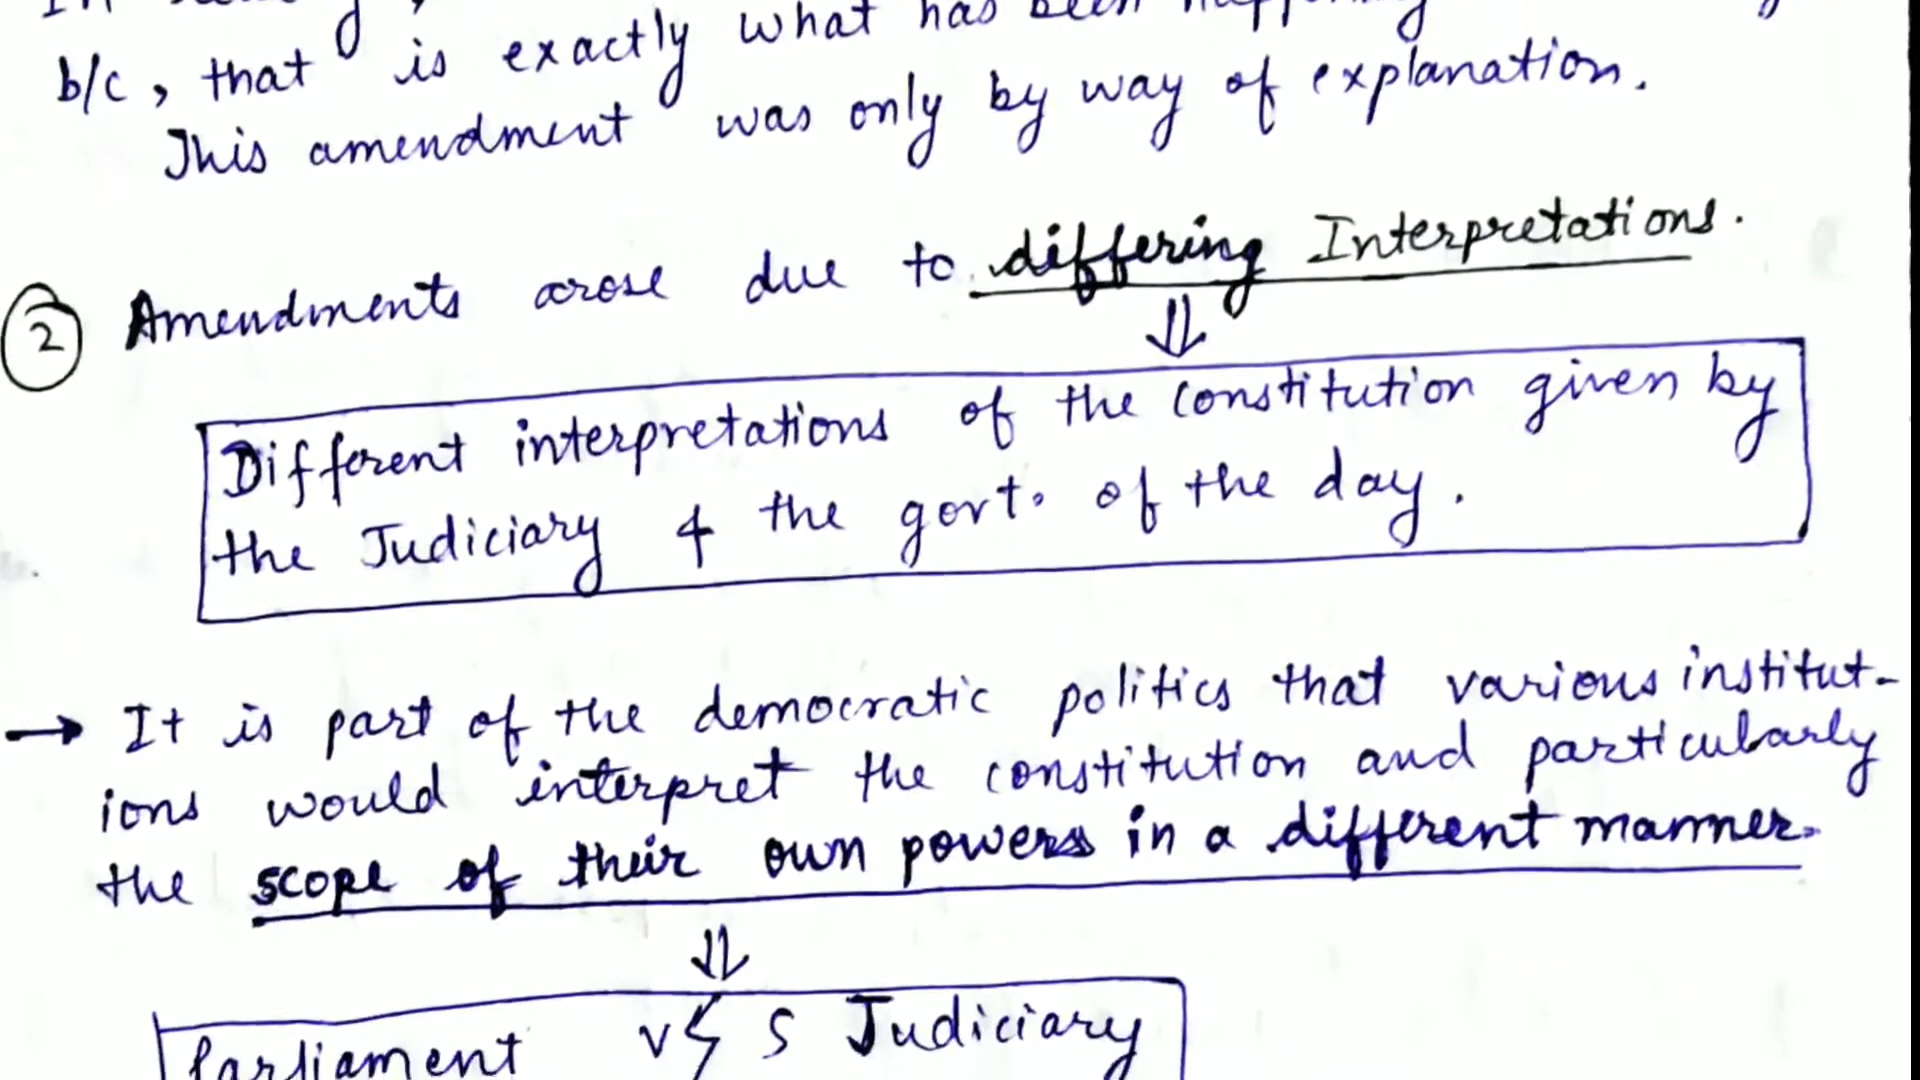 is exactly what has been
b/c, that
This amendment was only by way of explanation.
② Amendments arose due to differing Interpretations.
⇓
Different interpretations of the constitution given by
the Judiciary & the govt. of the day.
→ It is part of the democratic politics that various institut-
ions would interpret the constitution and particularly
the scope of their own powers in a different manner.
⇓
Parliament v/s Judiciary